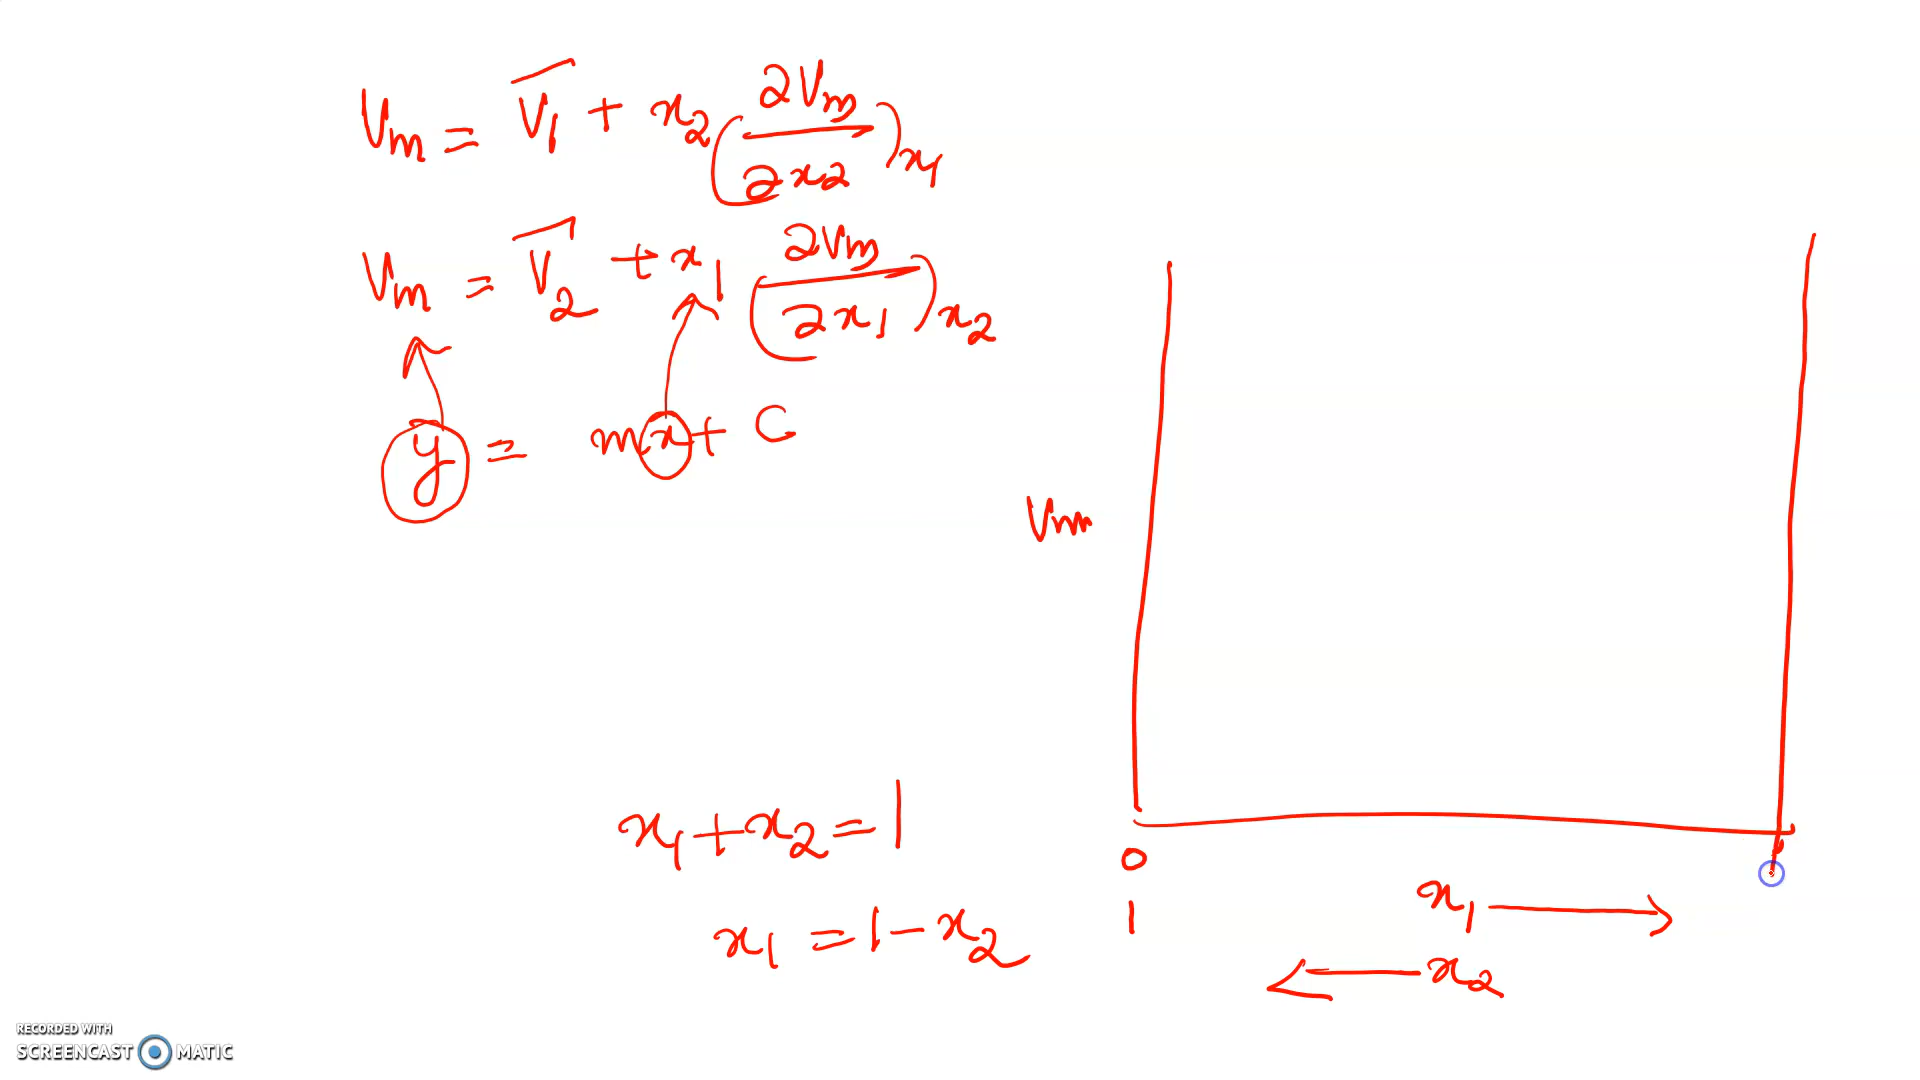 Vm = V̅1 + x2 (∂Vm/∂x2)x1
Vm = V̅2 + x1 (∂Vm/∂x1)x2
y = mx + C
Vm
x1 + x2 = 1
x1 = 1 - x2
0
1
x1 →
← x2
RECORDED WITH
SCREENCAST MATIC